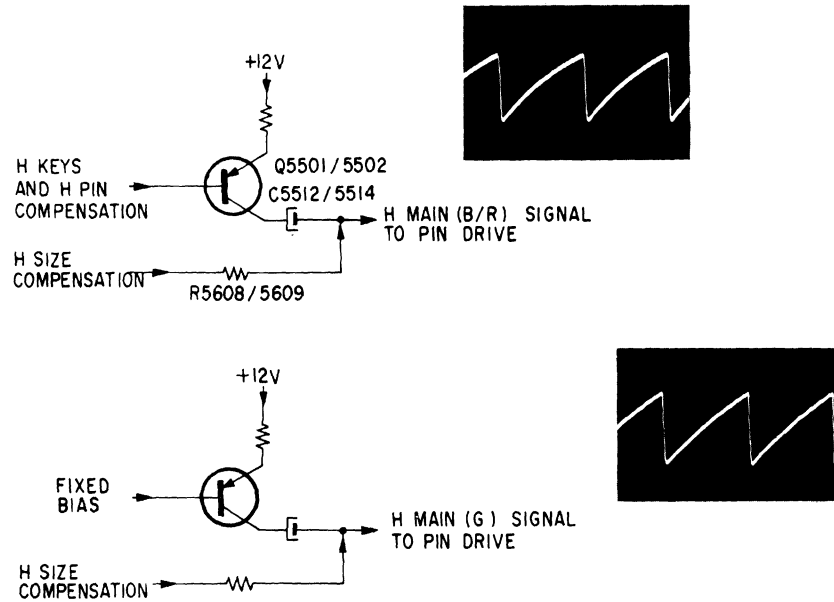 +12V
H KEYS
AND H PIN
COMPENSATION
Q5501/5502
C5512/5514
H MAIN (B/R) SIGNAL
TO PIN DRIVE
H SIZE
COMPENSATION
R5608/5609
+12V
FIXED
BIAS
H MAIN (G) SIGNAL
TO PIN DRIVE
H SIZE
COMPENSATION